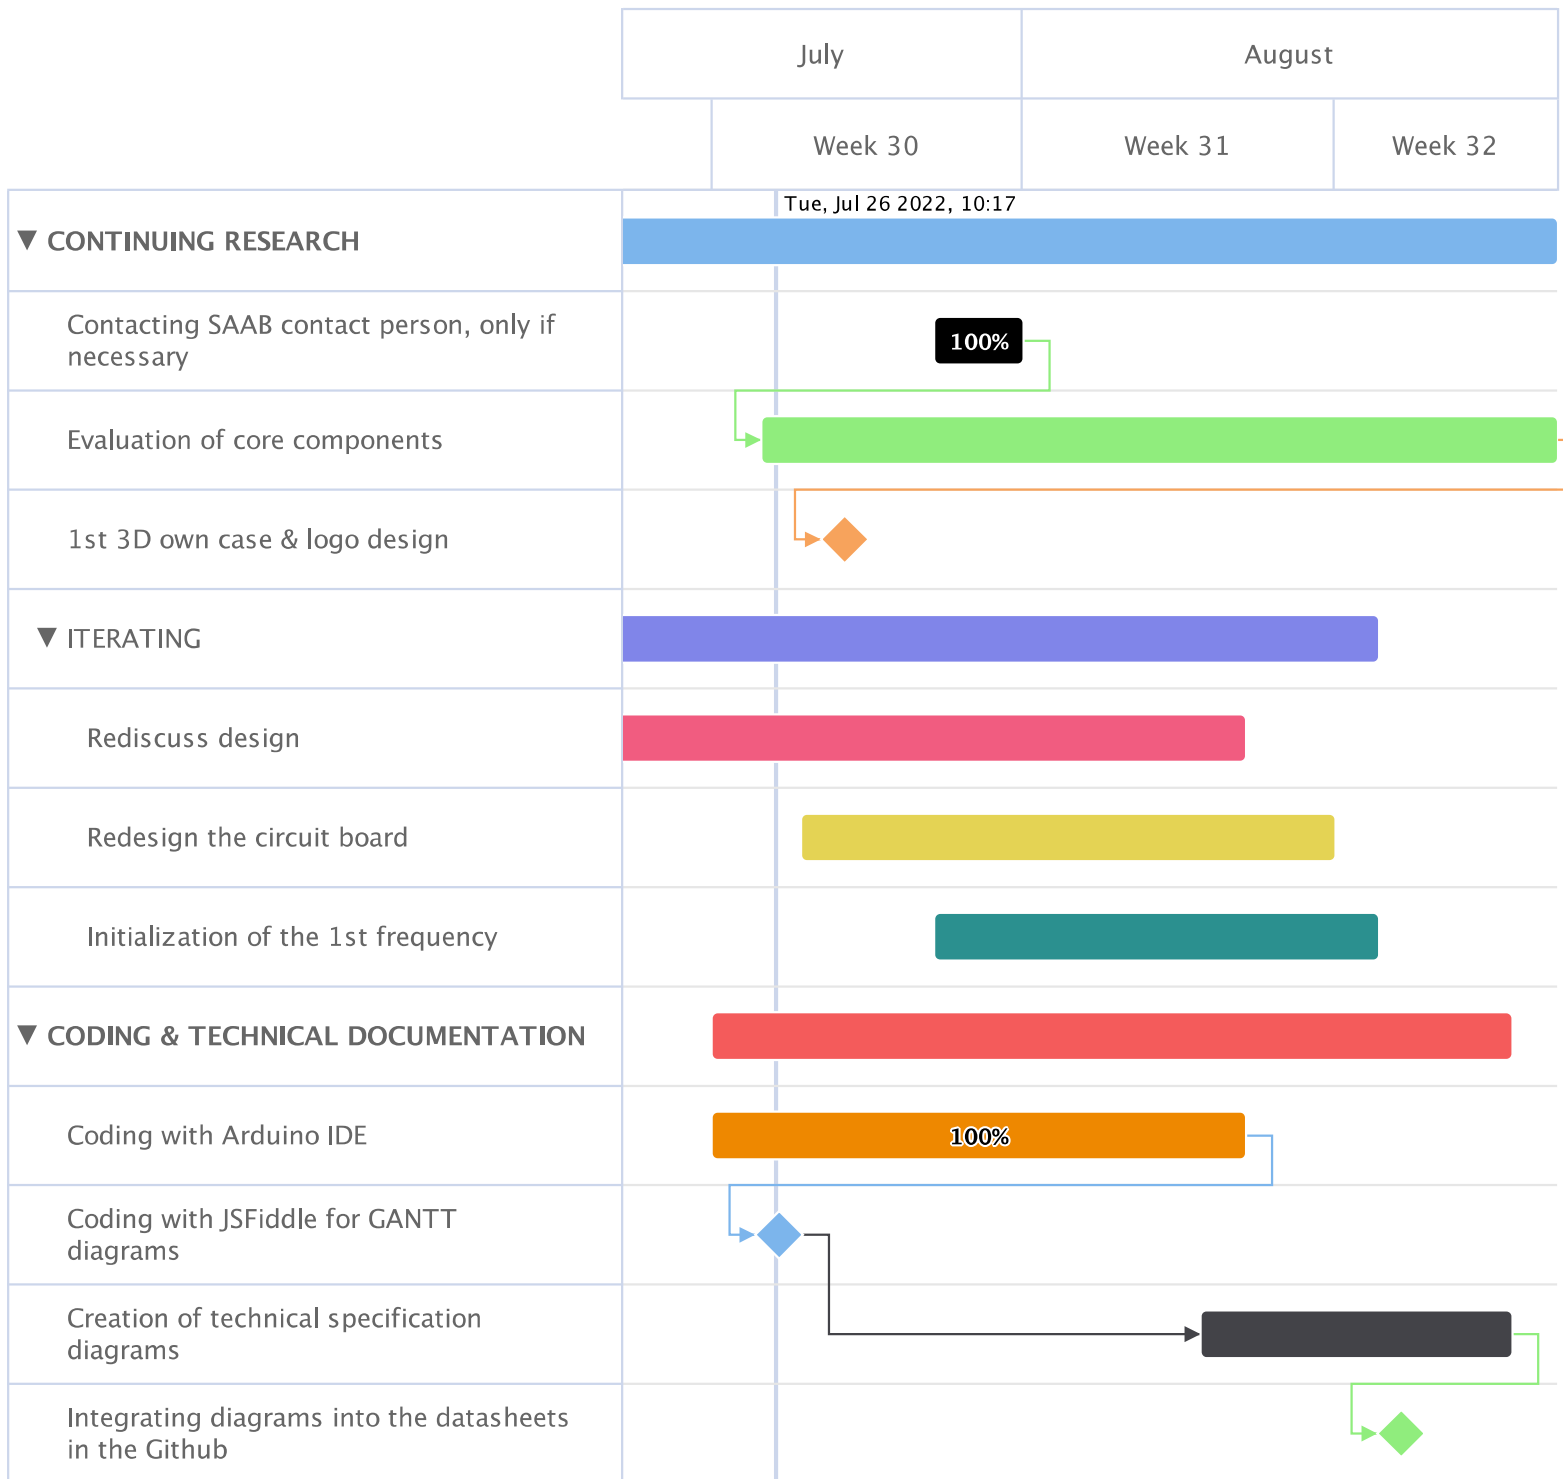 July
August
Week 30
Week 31
Week 32
Tue, Jul 26 2022, 10:17
▼ CONTINUING RESEARCH
Contacting SAAB contact person, only if
necessary
100%
Evaluation of core components
1st 3D own case & logo design
▼ ITERATING
Rediscuss design
Redesign the circuit board
Initialization of the 1st frequency
▼ CODING & TECHNICAL DOCUMENTATION
Coding with Arduino IDE
100%
Coding with JSFiddle for GANTT
diagrams
Creation of technical specification
diagrams
Integrating diagrams into the datasheets
in the Github